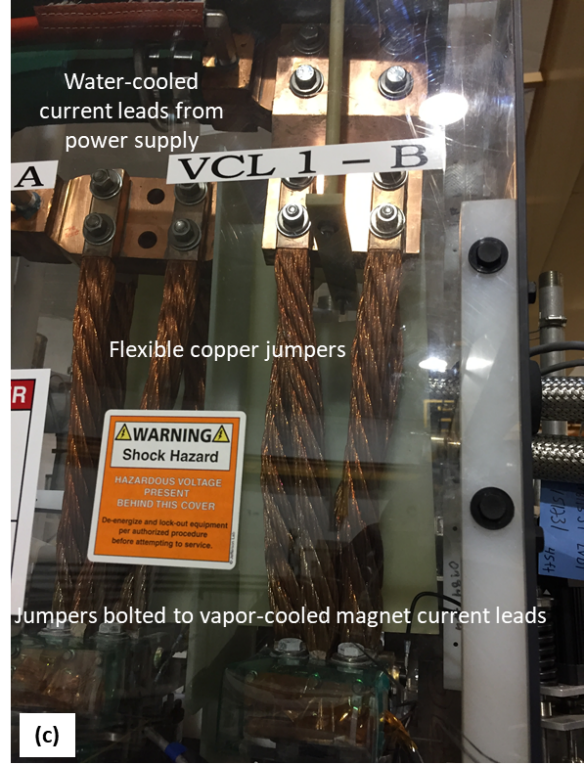 Water-cooled
current leads from
power supply
A
VCL 1 - B
Flexible copper jumpers
R
WARNING
Shock Hazard
HAZARDOUS VOLTAGE
PRESENT
BEHIND THIS COVER
De-energize and lock-out equipment
per authorized procedure
before attempting to service.
Jumpers bolted to vapor-cooled magnet current leads
(c)